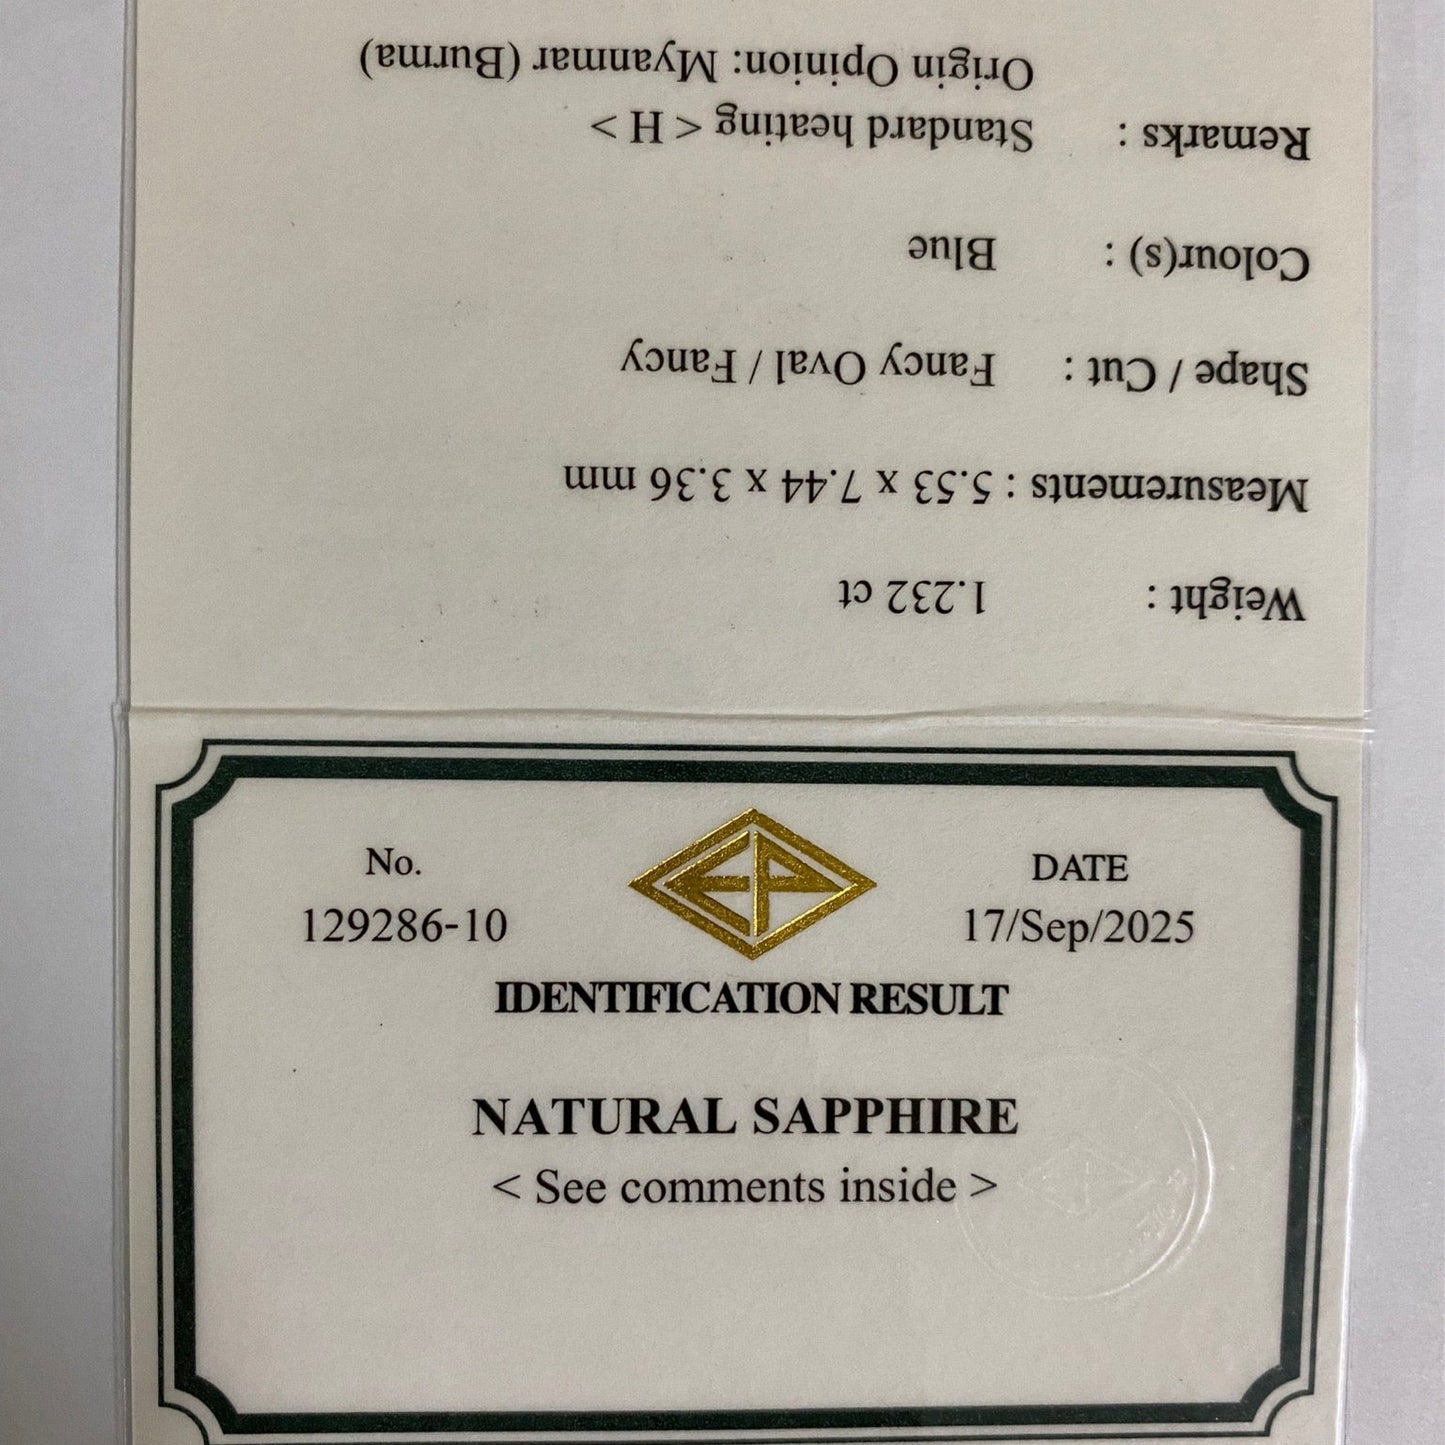 No.
129286-10
EP
DATE
17/Sep/2025
IDENTIFICATION RESULT
NATURAL SAPPHIRE
< See comments inside >
Weight : 1.232 ct
Measurements : 5.53 x 7.44 x 3.36 mm
Shape / Cut : Fancy Oval / Fancy
Colour(s) : Blue
Remarks : Standard heating < H >
Origin Opinion: Myanmar (Burma)